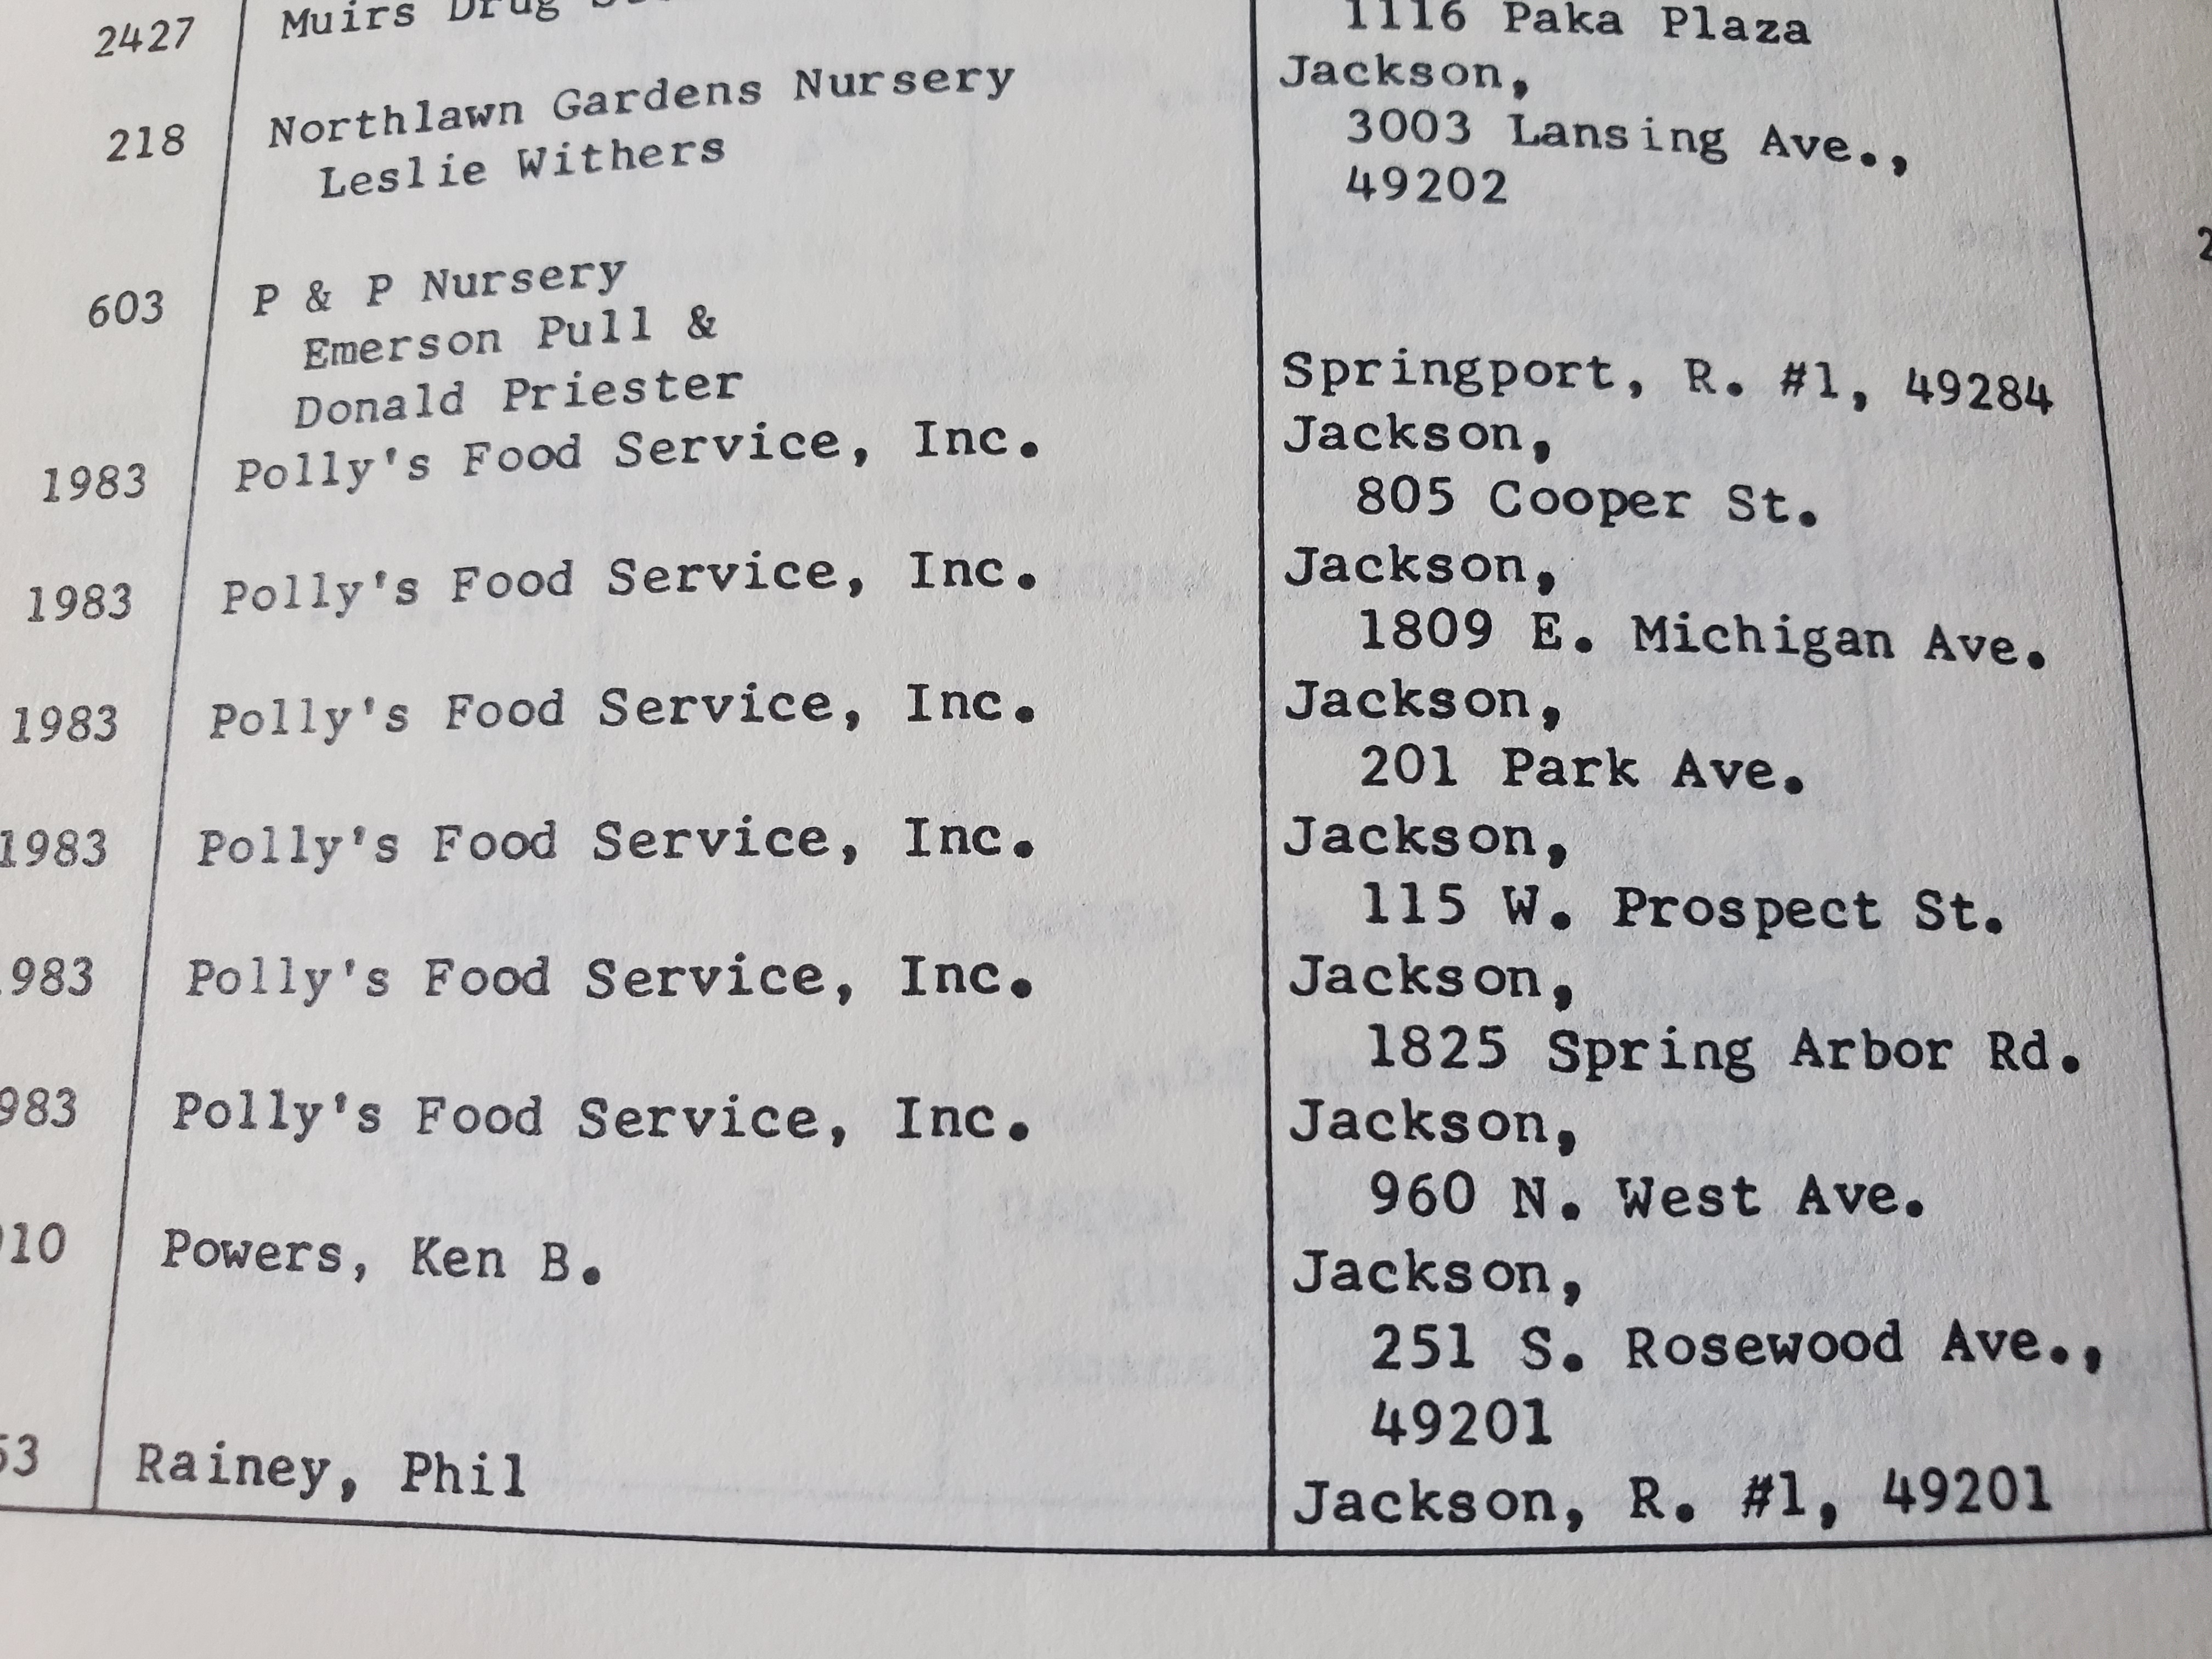 2427 Muirs Drug
1116 Paka Plaza
218 Northlawn Gardens Nursery
Leslie Withers
Jackson,
3003 Lansing Ave.,
49202
603 P & P Nursery
Emerson Pull &
Donald Priester
Springport, R. #1, 49284
1983 Polly's Food Service, Inc.
Jackson,
805 Cooper St.
1983 Polly's Food Service, Inc.
Jackson,
1809 E. Michigan Ave.
1983 Polly's Food Service, Inc.
Jackson,
201 Park Ave.
1983 Polly's Food Service, Inc.
Jackson,
115 W. Prospect St.
983 Polly's Food Service, Inc.
Jackson,
1825 Spring Arbor Rd.
983 Polly's Food Service, Inc.
Jackson,
960 N. West Ave.
10 Powers, Ken B.
Jackson,
251 S. Rosewood Ave.,
49201
53 Rainey, Phil
Jackson, R. #1, 49201